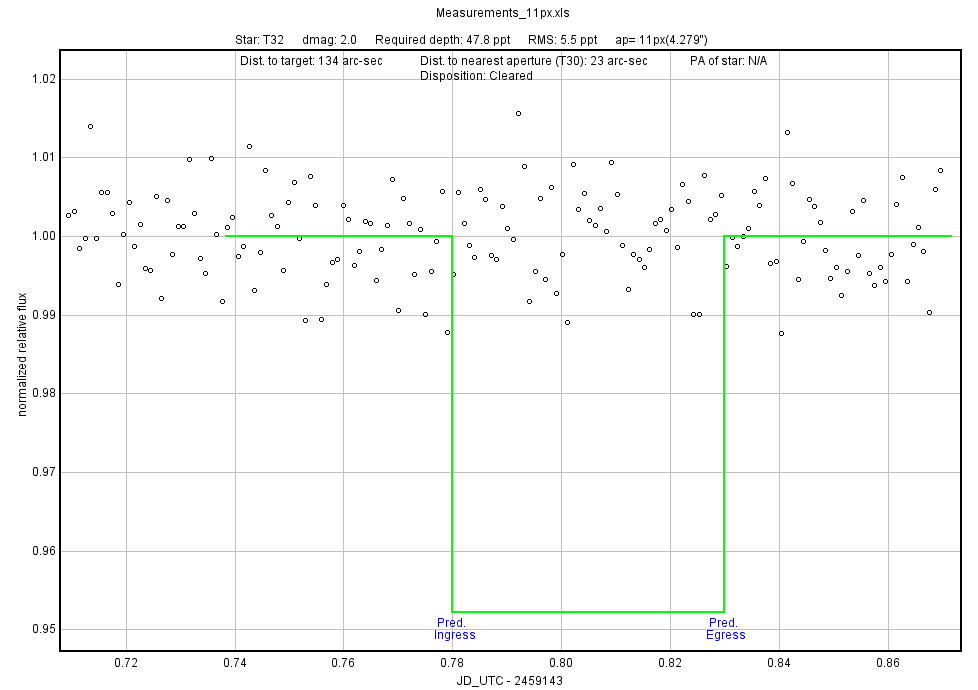 Measurements_11px.xls
Star: T32 dmag: 2.0 Required depth: 47.8 ppt RMS: 5.5 ppt ap= 11px(4.279")
Dist. to target: 134 arc-sec Dist. to nearest aperture (T30): 23 arc-sec PA of star: N/A
Disposition: Cleared
1.02
1.01
1.00
0.99
0.98
0.97
0.96
0.95
normalized relative flux
Pred.
Ingress
Pred.
Egress
0.72 0.74 0.76 0.78 0.80 0.82 0.84 0.86
JD_UTC - 2459143